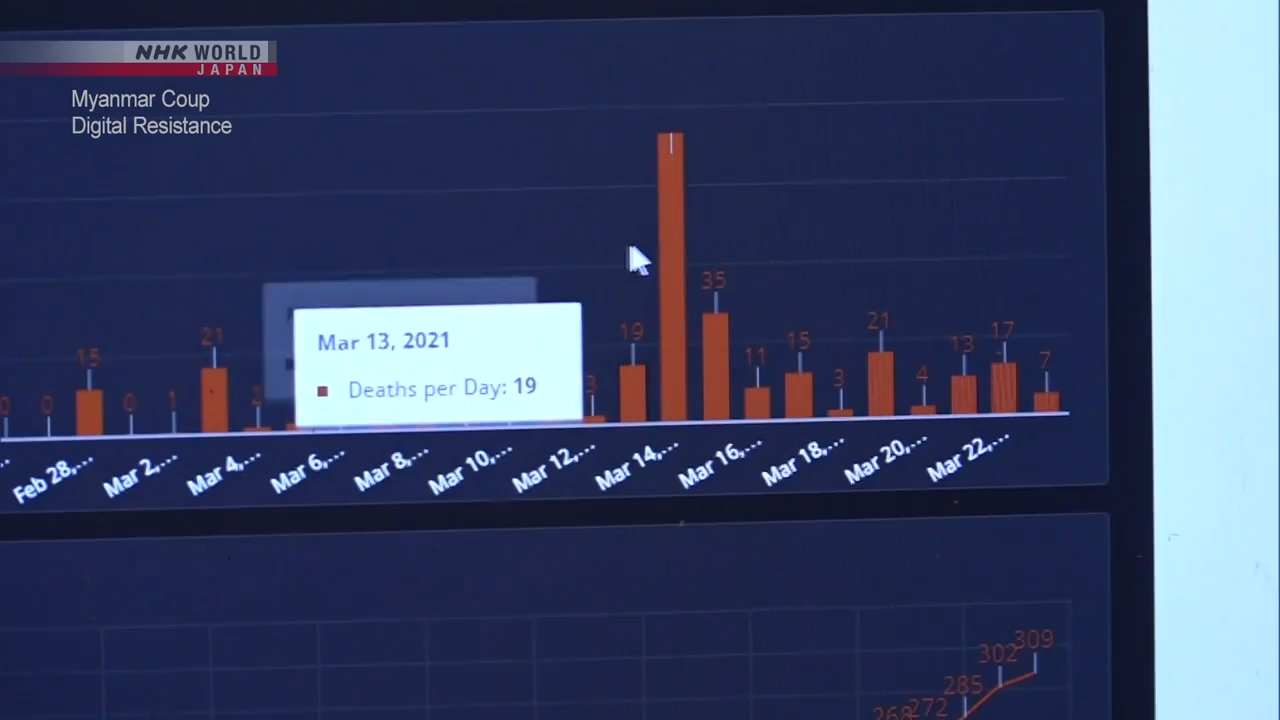 NHK WORLD
JAPAN
Myanmar Coup
Digital Resistance
0
0
15
0
1
21
2
3
19
35
11
15
3
21
4
13
17
7
Mar 13, 2021
Deaths per Day: 19
Feb 28,...
Mar 2,...
Mar 4,...
Mar 6,...
Mar 8,...
Mar 10,...
Mar 12,...
Mar 14,...
Mar 16,...
Mar 18,...
Mar 20,...
Mar 22,...
268
272
285
302
309